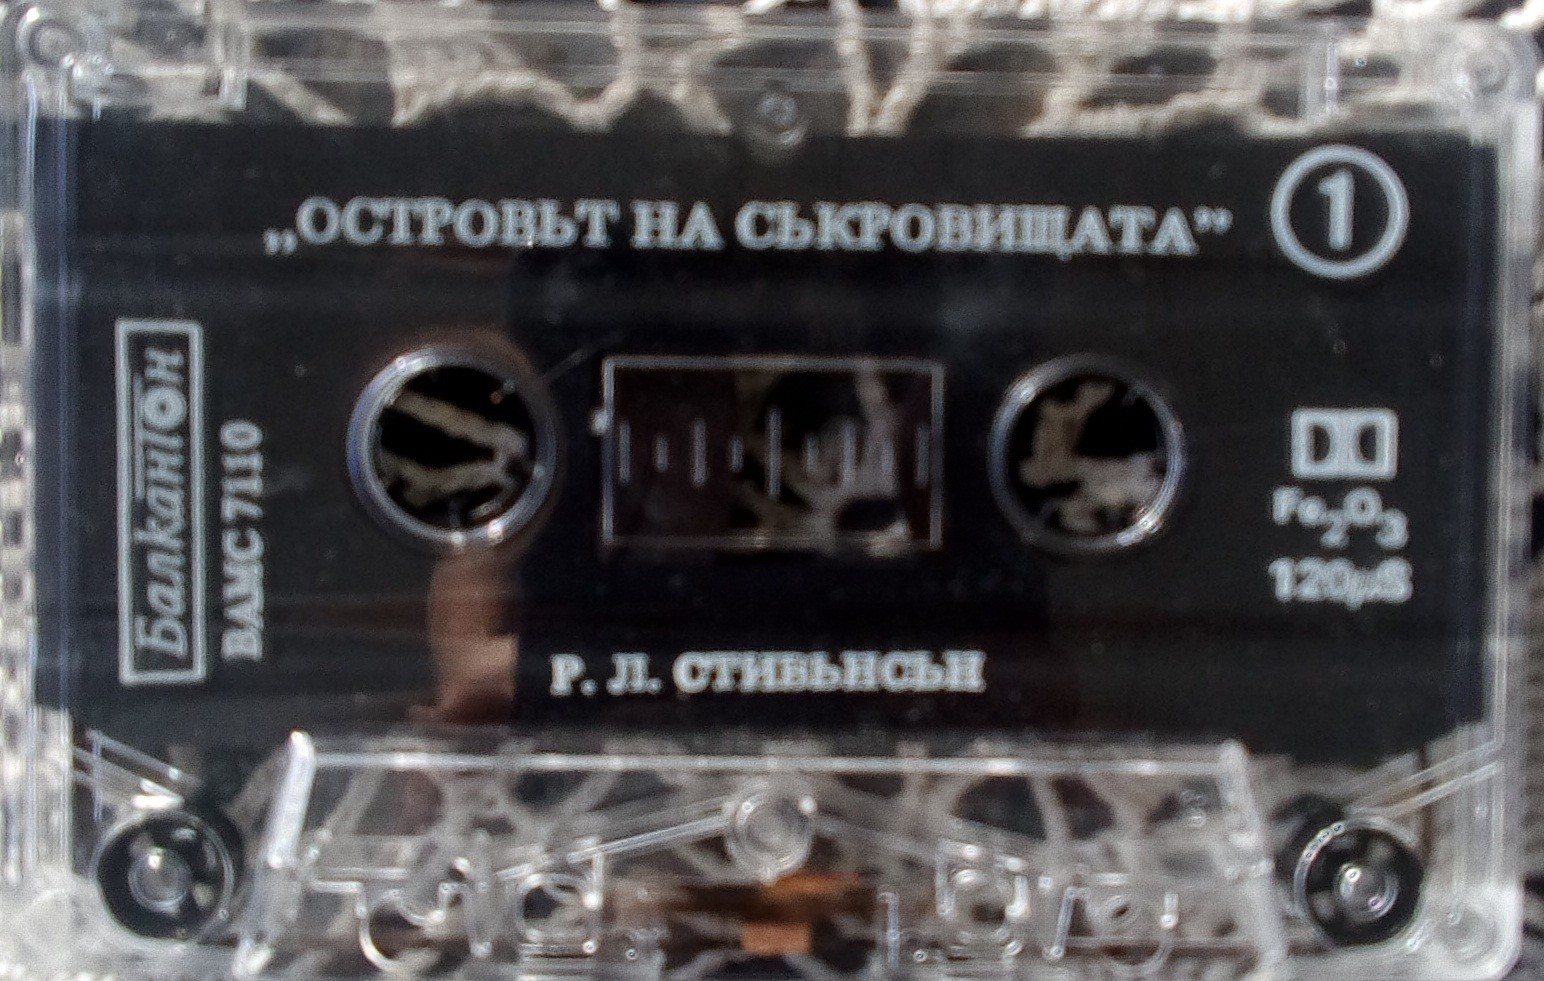 „ОСТРОВЪТ НА СЪКРОВИЩАТА”
1
Балкантон
ВАМС 7110
Fe2O3
120µS
Р. Л. СТИВЪНСЪН